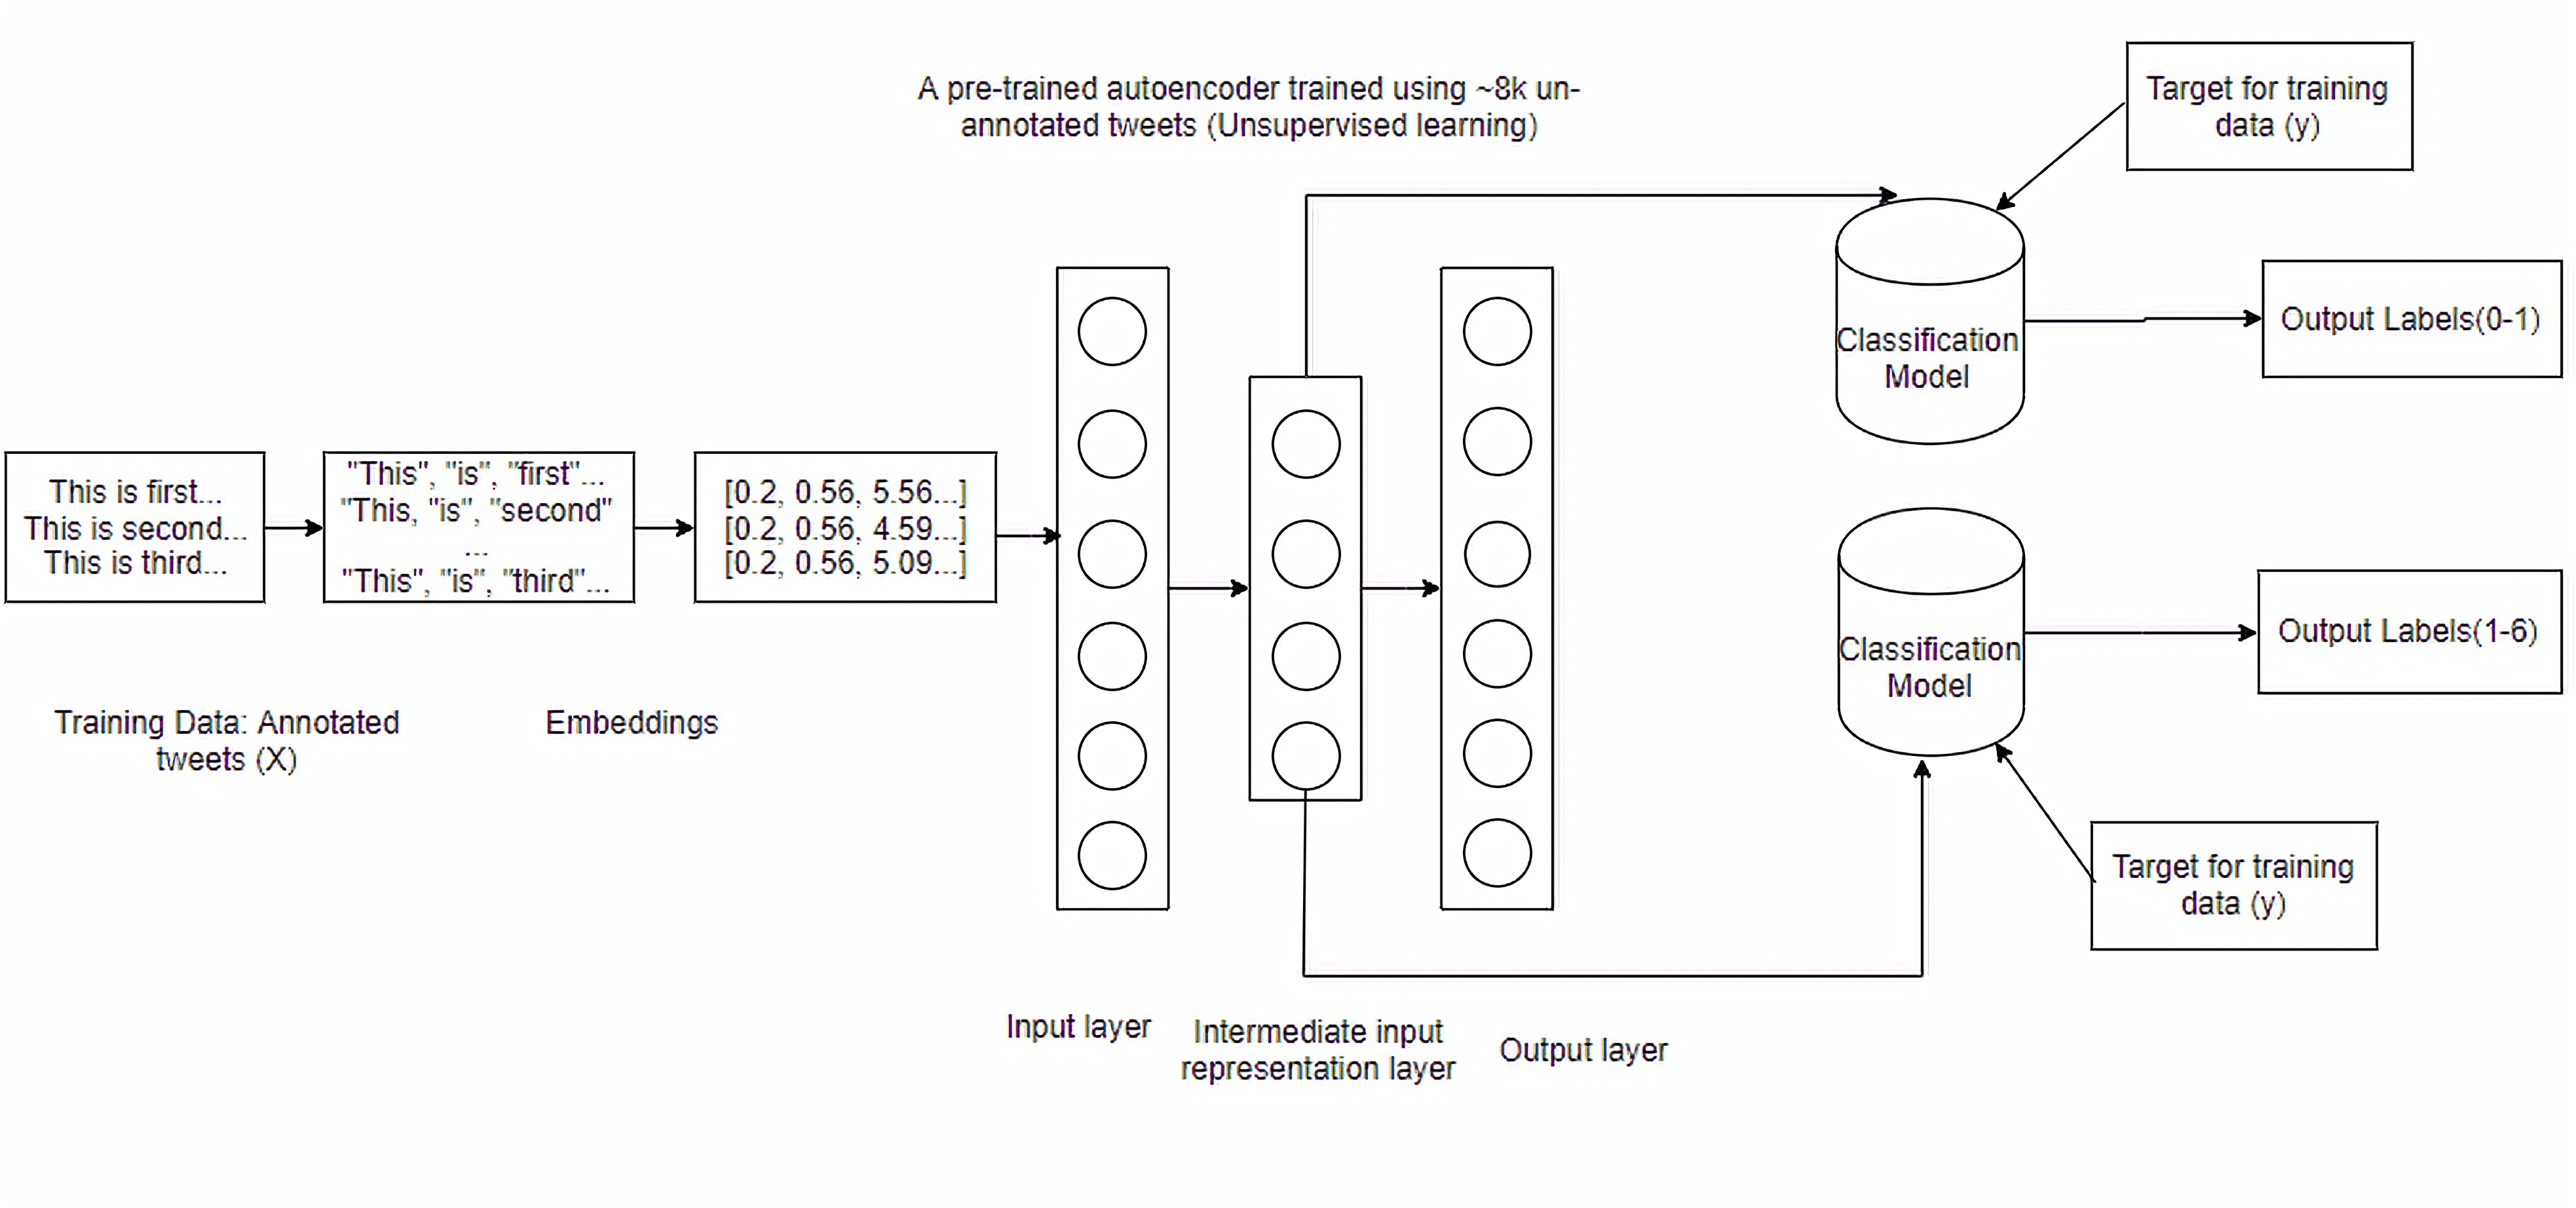 A pre-trained autoencoder trained using ~8k un-
annotated tweets (Unsupervised learning)
Target for training
data (y)
Classification
Model
Output Labels(0-1)
This is first...
This is second...
This is third...
"This", "is", "first"...
"This, "is", "second"
...
"This", "is", "third"...
[0.2, 0.56, 5.56...]
[0.2, 0.56, 4.59...]
[0.2, 0.56, 5.09...]
Classification
Model
Output Labels(1-6)
Training Data: Annotated
tweets (X)
Embeddings
Target for training
data (y)
Input layer
Intermediate input
representation layer
Output layer